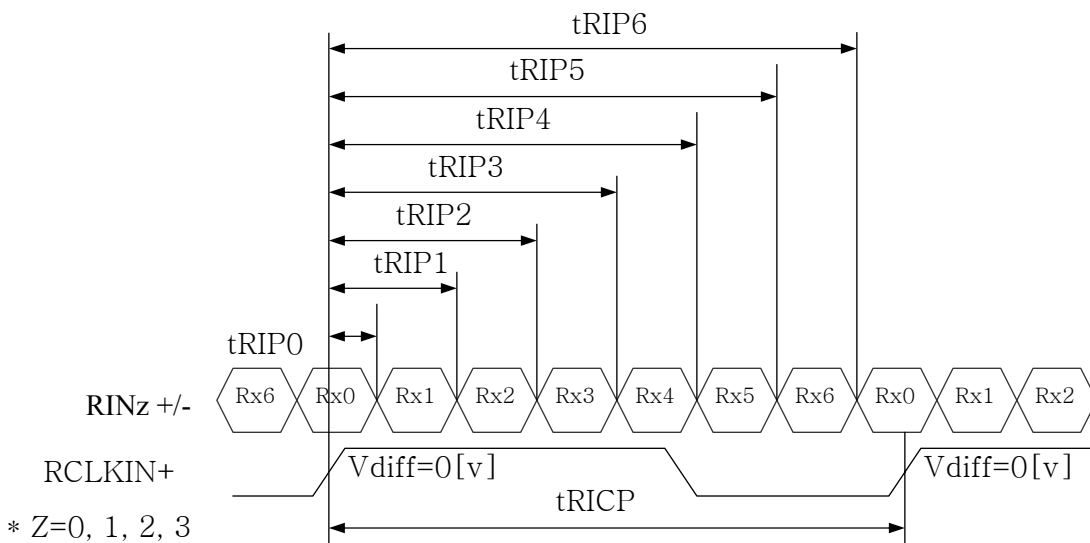 tRIP6
tRIP5
tRIP4
tRIP3
tRIP2
tRIP1
tRIP0
RINz +/- Rx6 Rx0 Rx1 Rx2 Rx3 Rx4 Rx5 Rx6 Rx0 Rx1 Rx2
RCLKIN+ Vdiff=0[v] Vdiff=0[v]
tRICP
* Z=0, 1, 2, 3